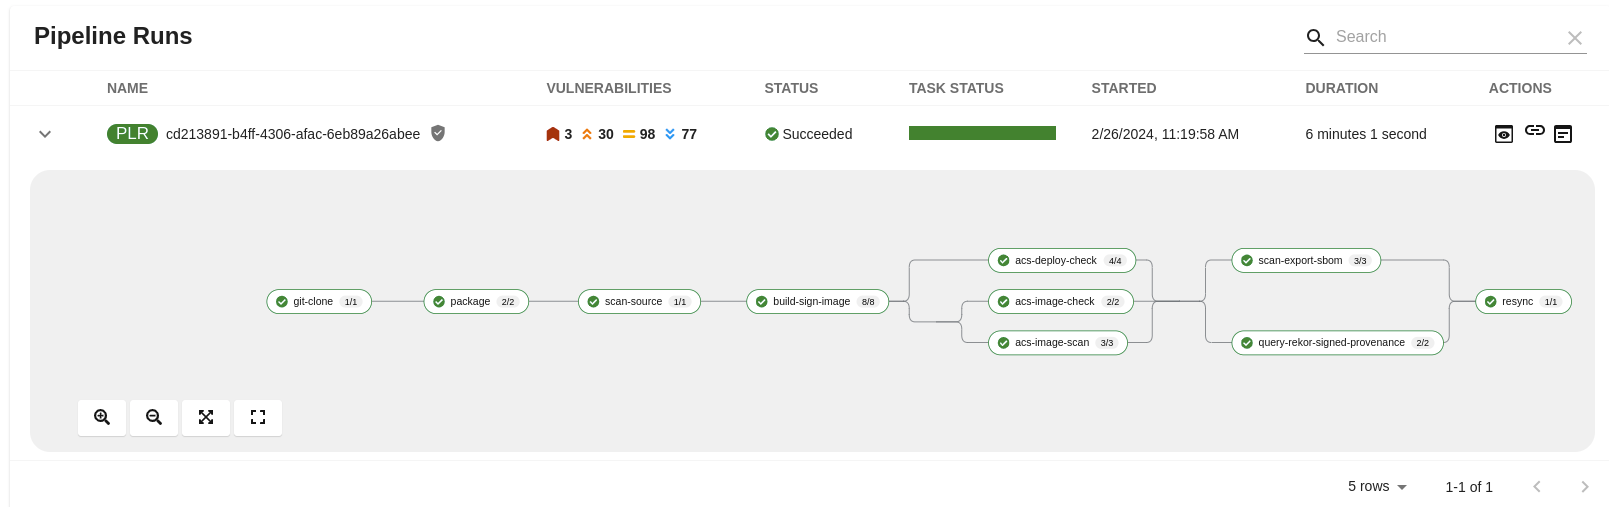 Pipeline Runs
Search
NAME VULNERABILITIES STATUS TASK STATUS STARTED DURATION ACTIONS
PLR cd213891-b4ff-4306-afac-6eb89a26abee 3 30 98 77 Succeeded 2/26/2024, 11:19:58 AM 6 minutes 1 second
acs-deploy-check 4/4 scan-export-sbom 3/3
git-clone 1/1 package 2/2 scan-source 1/1 build-sign-image 8/8 acs-image-check 2/2 resync 1/1
acs-image-scan 3/3 query-rekor-signed-provenance 2/2
5 rows 1-1 of 1